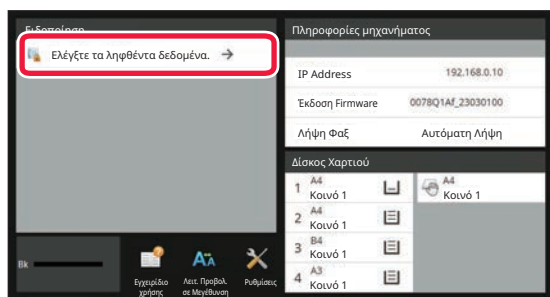 Ειδοποίηση
Ελέγξτε τα ληφθέντα δεδομένα.
Πληροφορίες μηχανήματος
IP Address 192.168.0.10
Έκδοση Firmware 0078Q1Af_23030100
Λήψη Φαξ Αυτόματη Λήψη
Δίσκος Χαρτιού
1 A4 Κοινό 1
A4 Κοινό 1
2 A4 Κοινό 1
3 B4 Κοινό 1
4 A3 Κοινό 1
Bk
Εγχειρίδιο χρήσης
Λειτ. Προβολ. σε Μεγέθυνση
Ρυθμίσεις